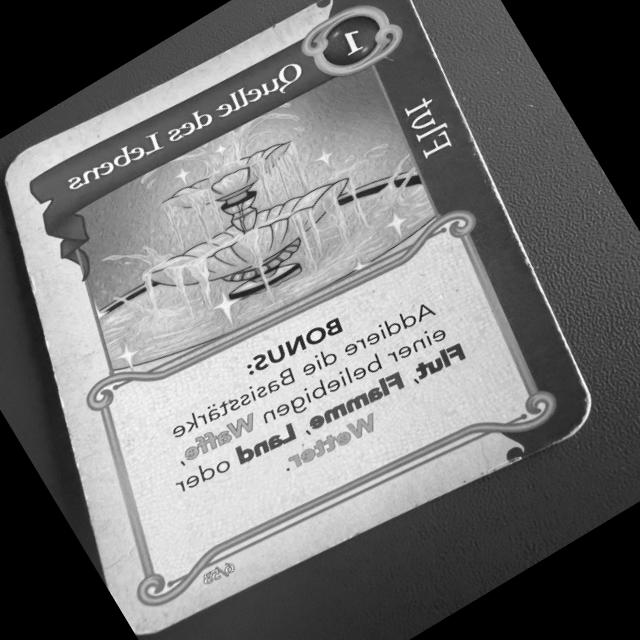 1
Quelle des Lebens
Flut
BONUS:
Addiere die Basisstärke
einer beliebigen Waffe,
Flut, Flamme, Land oder
Wetter.